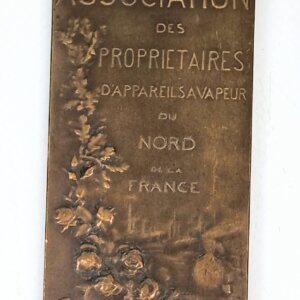 ASSOCIATION
DES
PROPRIETAIRES
D'APPAREILS A VAPEUR
DU
NORD
DE LA
FRANCE